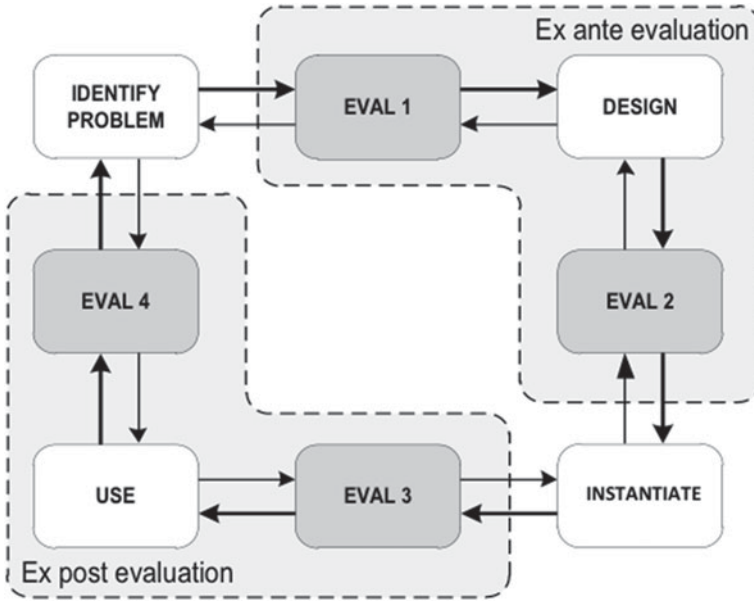 Ex ante evaluation
IDENTIFY
PROBLEM
EVAL 1
DESIGN
EVAL 4
EVAL 2
USE
EVAL 3
INSTANTIATE
Ex post evaluation